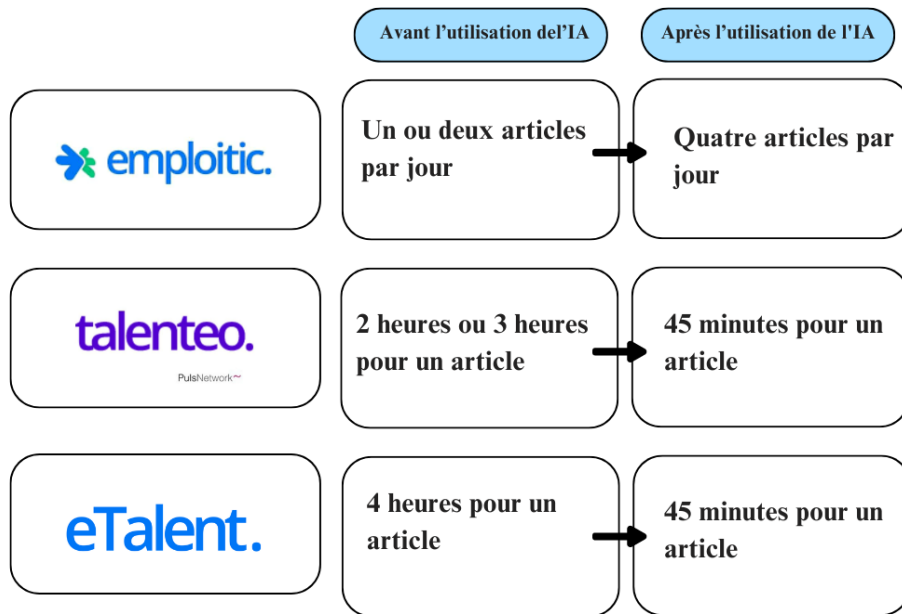 Avant l’utilisation del’IA
Après l’utilisation de l'IA
emploitic.
Un ou deux articles
par jour
Quatre articles par
jour
talenteo.
PulsNetwork
2 heures ou 3 heures
pour un article
45 minutes pour un
article
eTalent.
4 heures pour un
article
45 minutes pour un
article